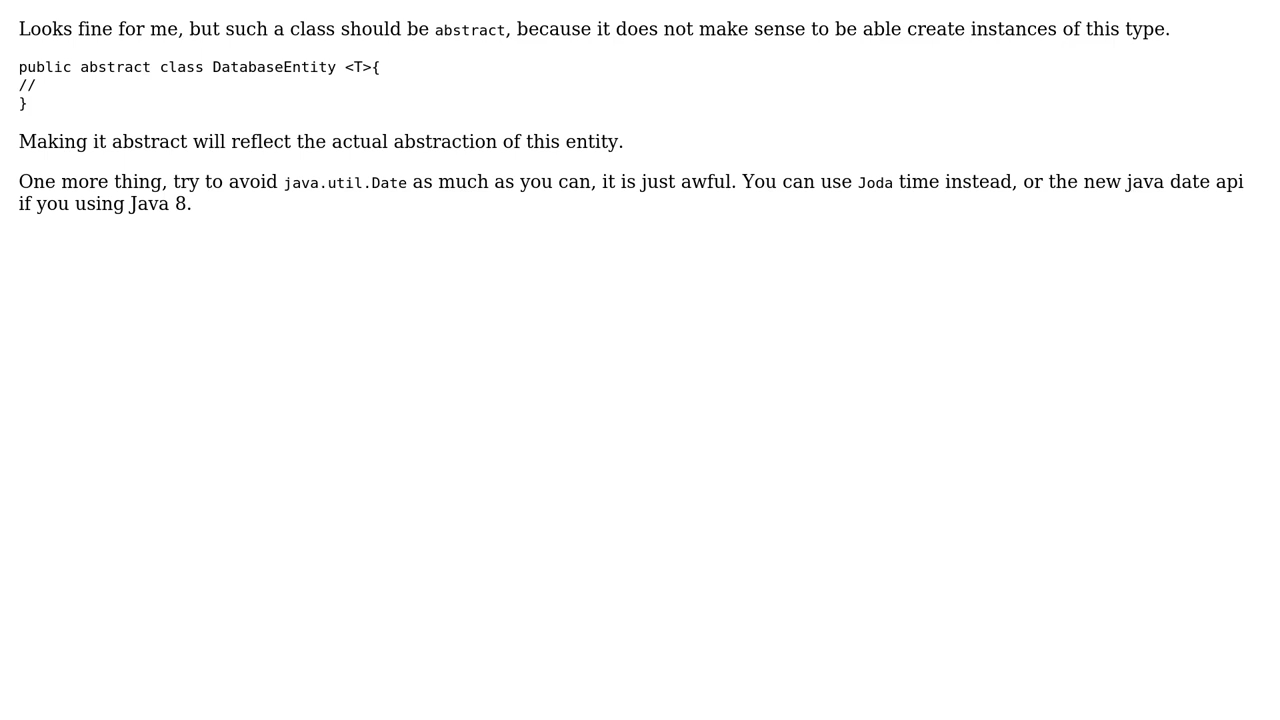 Looks fine for me, but such a class should be abstract, because it does not make sense to be able create instances of this type.
public abstract class DatabaseEntity <T>{
//
}
Making it abstract will reflect the actual abstraction of this entity.
One more thing, try to avoid java.util.Date as much as you can, it is just awful. You can use Joda time instead, or the new java date api
if you using Java 8.